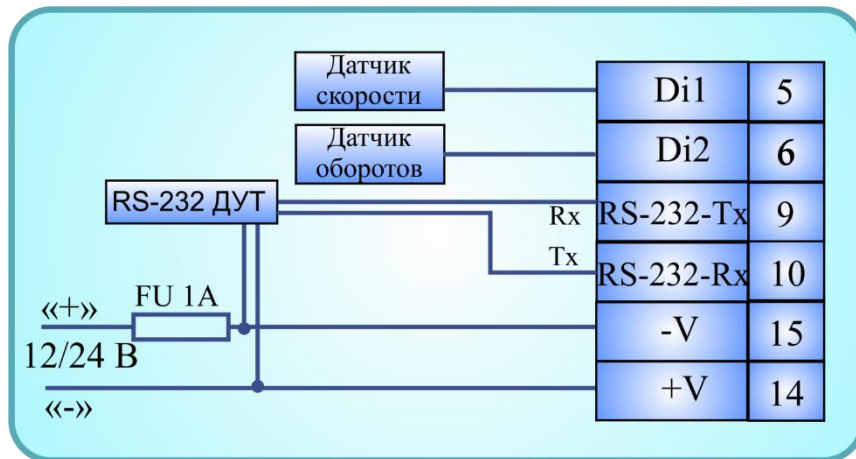 Датчик
скорости
Di1 5
Датчик
оборотов
Di2 6
RS-232 ДУТ
Rx RS-232-Tx 9
Tx RS-232-Rx 10
«+» FU 1A
-V 15
12/24 В
+V 14
«-»